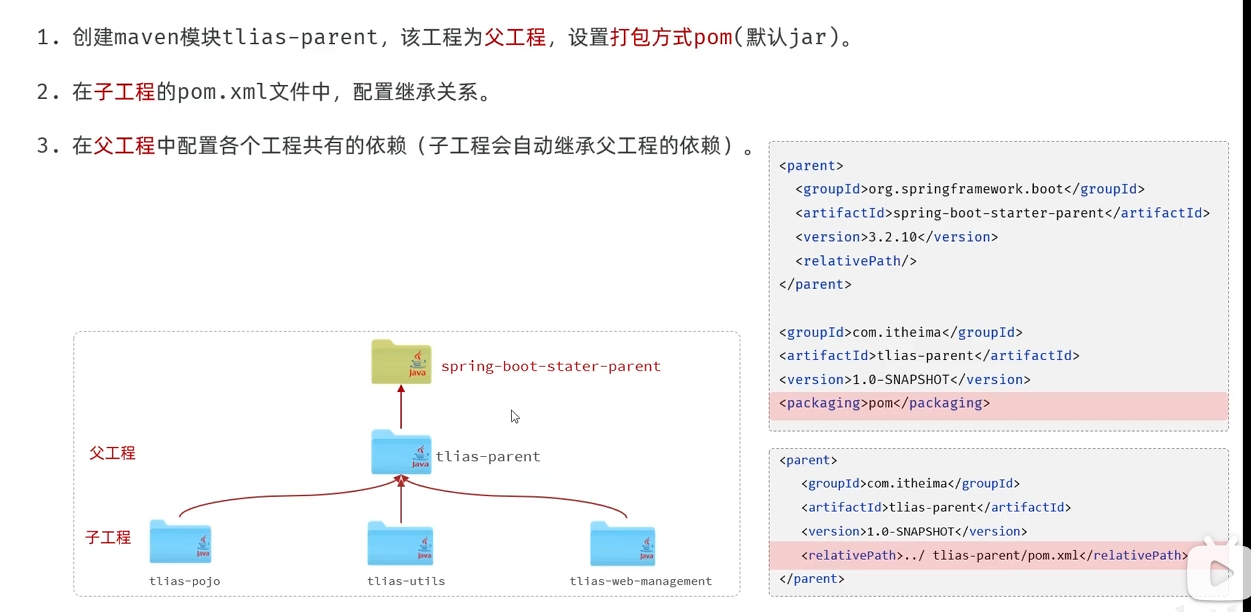 1. 创建maven模块tlias-parent，该工程为父工程，设置打包方式pom(默认jar)。
2. 在子工程的pom.xml文件中，配置继承关系。
3. 在父工程中配置各个工程共有的依赖（子工程会自动继承父工程的依赖）。
<parent>
<groupId>org.springframework.boot</groupId>
<artifactId>spring-boot-starter-parent</artifactId>
<version>3.2.10</version>
<relativePath/>
</parent>
<groupId>com.itheima</groupId>
<artifactId>tlias-parent</artifactId>
<version>1.0-SNAPSHOT</version>
<packaging>pom</packaging>
Java
spring-boot-stater-parent
父工程
Java
tlias-parent
子工程
Java
Java
Java
tlias-pojo
tlias-utils
tlias-web-management
<parent>
<groupId>com.itheima</groupId>
<artifactId>tlias-parent</artifactId>
<version>1.0-SNAPSHOT</version>
<relativePath>../ tlias-parent/pom.xml</relativePath>
</parent>